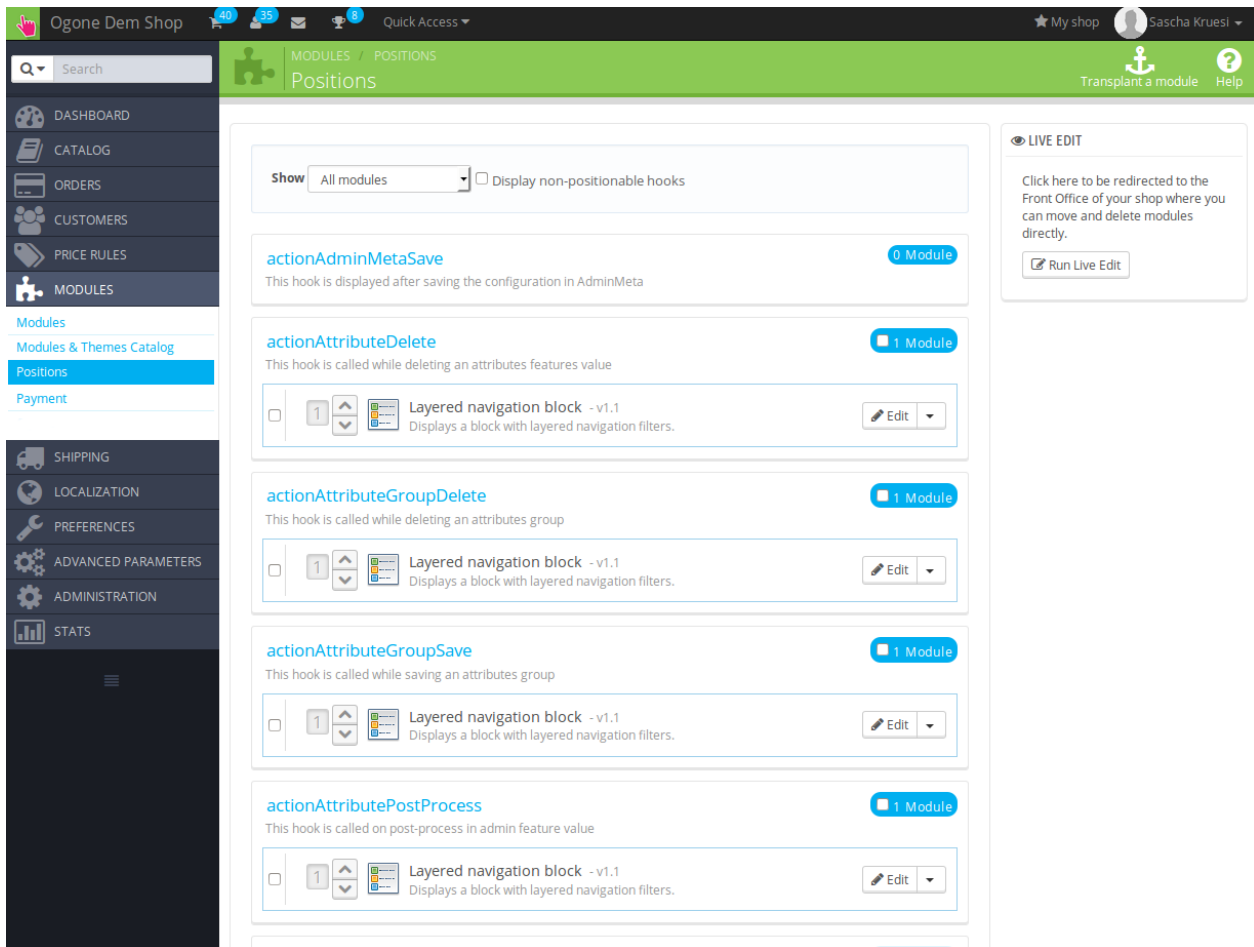 Ogone Dem Shop 40 35 8 Quick Access My shop Sascha Kruesi
Search
MODULES / POSITIONS
Positions
Transplant a module Help
DASHBOARD
CATALOG
ORDERS
CUSTOMERS
PRICE RULES
MODULES
Modules
Modules & Themes Catalog
Positions
Payment
SHIPPING
LOCALIZATION
PREFERENCES
ADVANCED PARAMETERS
ADMINISTRATION
STATS
Show All modules Display non-positionable hooks
actionAdminMetaSave 0 Module
This hook is displayed after saving the configuration in AdminMeta
actionAttributeDelete 1 Module
This hook is called while deleting an attributes features value
1 Layered navigation block - v1.1 Edit
Displays a block with layered navigation filters.
actionAttributeGroupDelete 1 Module
This hook is called while deleting an attributes group
1 Layered navigation block - v1.1 Edit
Displays a block with layered navigation filters.
actionAttributeGroupSave 1 Module
This hook is called while saving an attributes group
1 Layered navigation block - v1.1 Edit
Displays a block with layered navigation filters.
actionAttributePostProcess 1 Module
This hook is called on post-process in admin feature value
1 Layered navigation block - v1.1 Edit
Displays a block with layered navigation filters.
LIVE EDIT
Click here to be redirected to the
Front Office of your shop where you
can move and delete modules
directly.
Run Live Edit